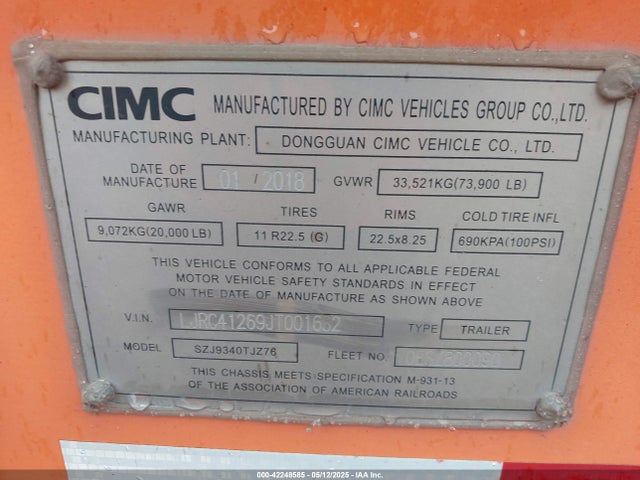 CIMC MANUFACTURED BY CIMC VEHICLES GROUP CO.,LTD.
MANUFACTURING PLANT: DONGGUAN CIMC VEHICLE CO., LTD.
DATE OF MANUFACTURE 01 / 2018 GVWR 33,521KG(73,900 LB)
GAWR TIRES RIMS COLD TIRE INFL
9,072KG(20,000 LB) 11 R22.5 (G) 22.5x8.25 690KPA(100PSI)
THIS VEHICLE CONFORMS TO ALL APPLICABLE FEDERAL
MOTOR VEHICLE SAFETY STANDARDS IN EFFECT
ON THE DATE OF MANUFACTURE AS SHOWN ABOVE
V.I.N. TYPE TRAILER
MODEL SZJ9340TJZ76 FLEET NO.
THIS CHASSIS MEETS SPECIFICATION M-931-13
OF THE ASSOCIATION OF AMERICAN RAILROADS
000-42248585 - 05/12/2025 - IAA Inc.